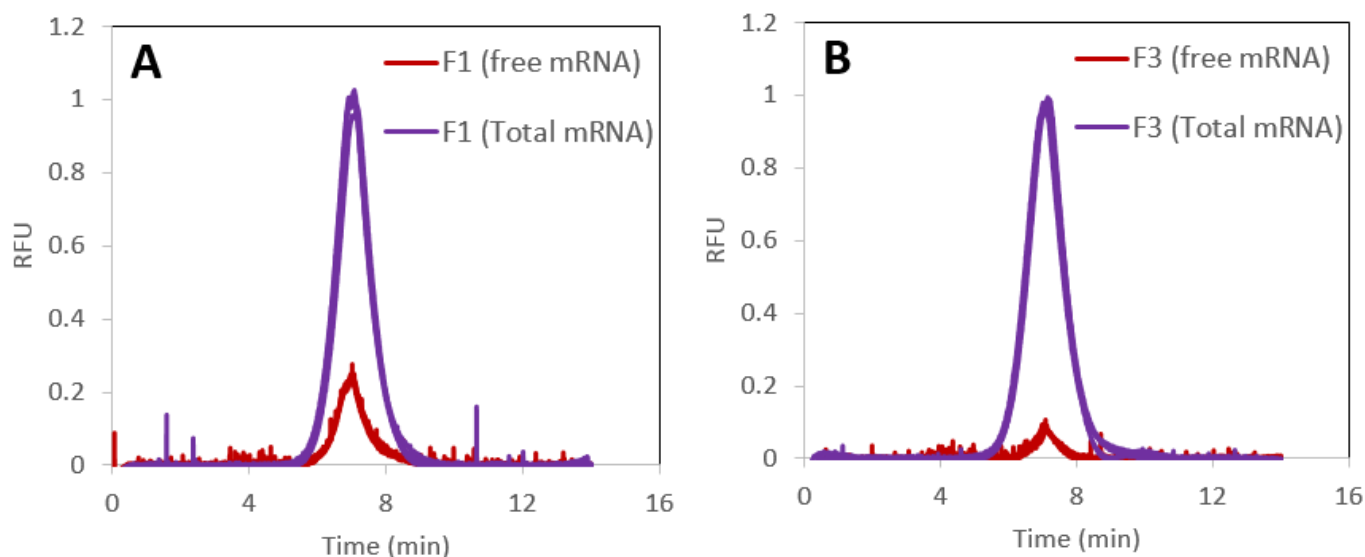 A
F1 (free mRNA)
F1 (Total mRNA)
1.2
1
0.8
0.6
0.4
0.2
0
RFU
0
4
8
12
16
Time (min)
B
F3 (free mRNA)
F3 (Total mRNA)
1.2
1
0.8
0.6
0.4
0.2
0
RFU
0
4
8
12
16
Time (min)